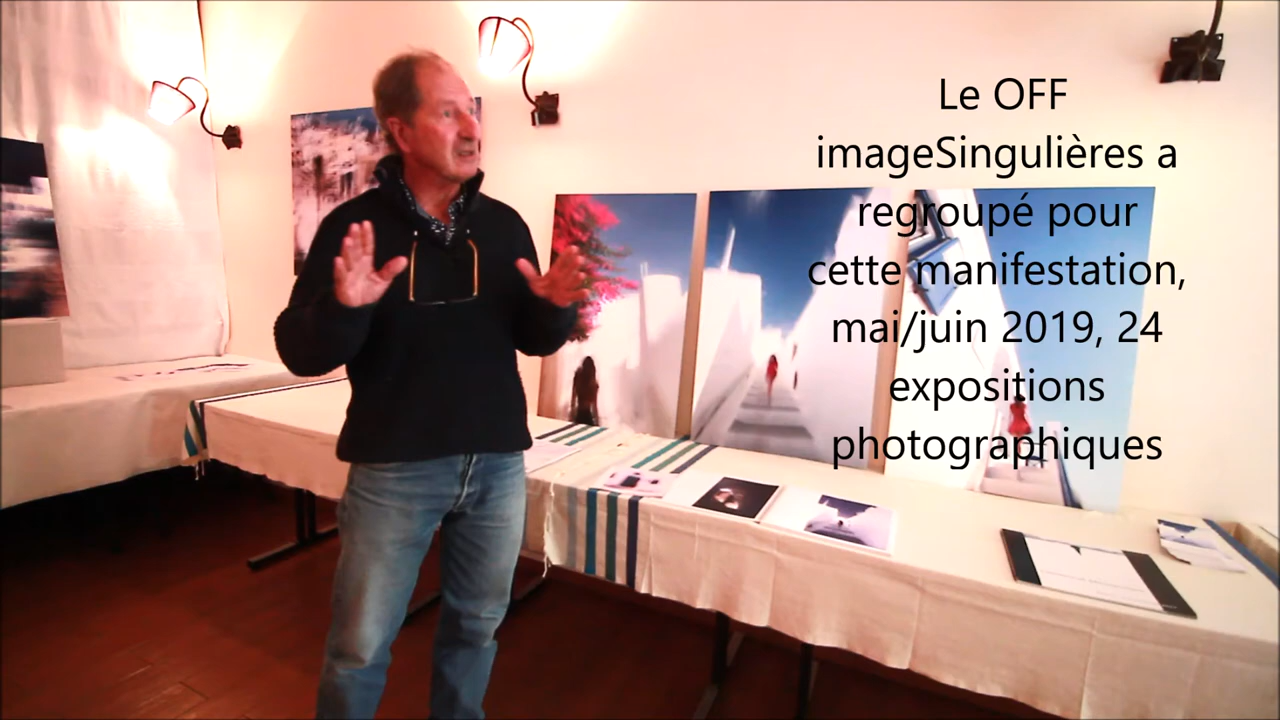 Le OFF
imageSingulières a
regroupé pour
cette manifestation,
mai/juin 2019, 24
expositions
photographiques